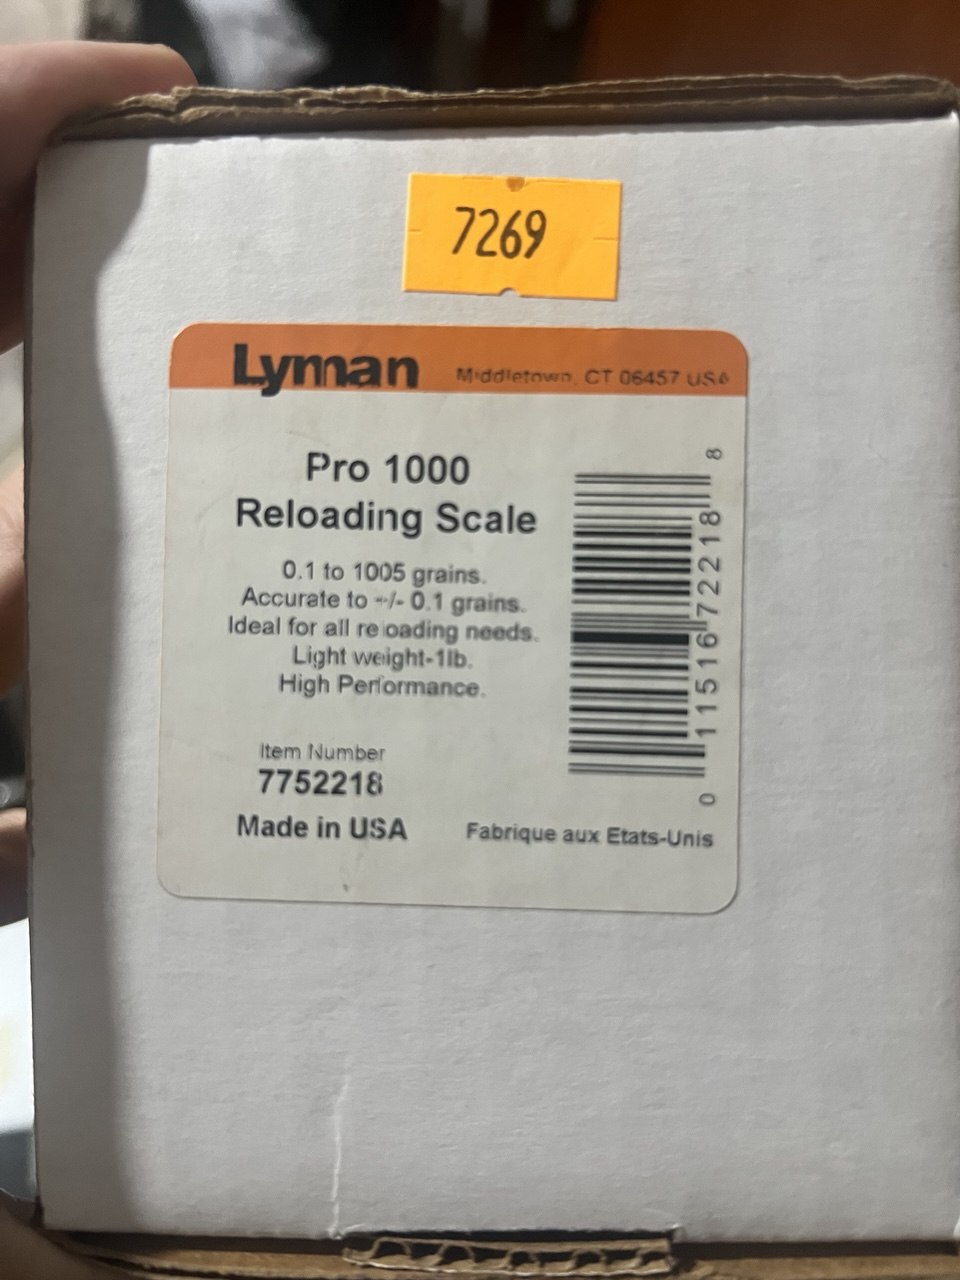 7269
Lyman Middletown, CT 06457 USA
Pro 1000
Reloading Scale
0.1 to 1005 grains.
Accurate to +/- 0.1 grains.
Ideal for all reloading needs.
Light weight-1lb.
High Performance.
Item Number
7752218
Made in USA
Fabrique aux Etats-Unis
0 11516 72218 8